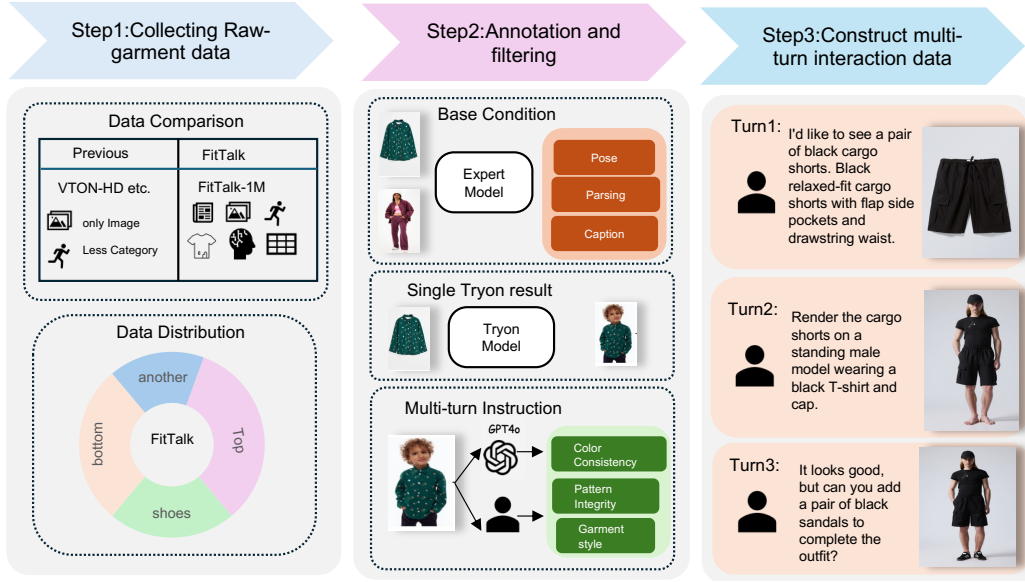 Step1:Collecting Raw-
garment data
Data Comparison
Previous
FitTalk
VTON-HD etc.
FitTalk-1M
only Image
Less Category
Data Distribution
another
Top
shoes
bottom
FitTalk
Step2:Annotation and
filtering
Base Condition
Expert
Model
Pose
Parsing
Caption
Single Tryon result
Tryon
Model
Multi-turn Instruction
GPT4o
Color
Consistency
Pattern
Integrity
Garment
style
Step3:Construct multi-
turn interaction data
Turn1:
I'd like to see a pair
of black cargo
shorts. Black
relaxed-fit cargo
shorts with flap side
pockets and
drawstring waist.
Turn2:
Render the cargo
shorts on a
standing male
model wearing a
black T-shirt and
cap.
Turn3:
It looks good,
but can you add
a pair of black
sandals to
complete the
outfit?